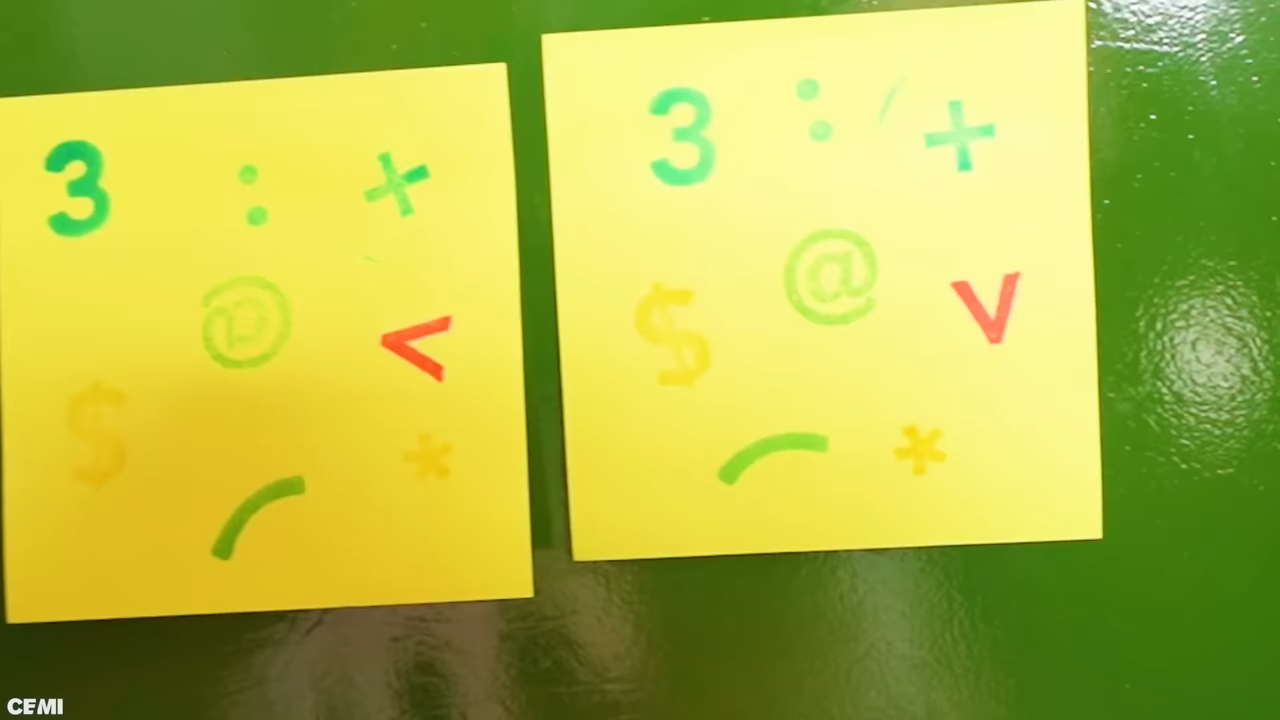 3 : +
@
$ <
*
3 : +
@
$ V
*
CEMI